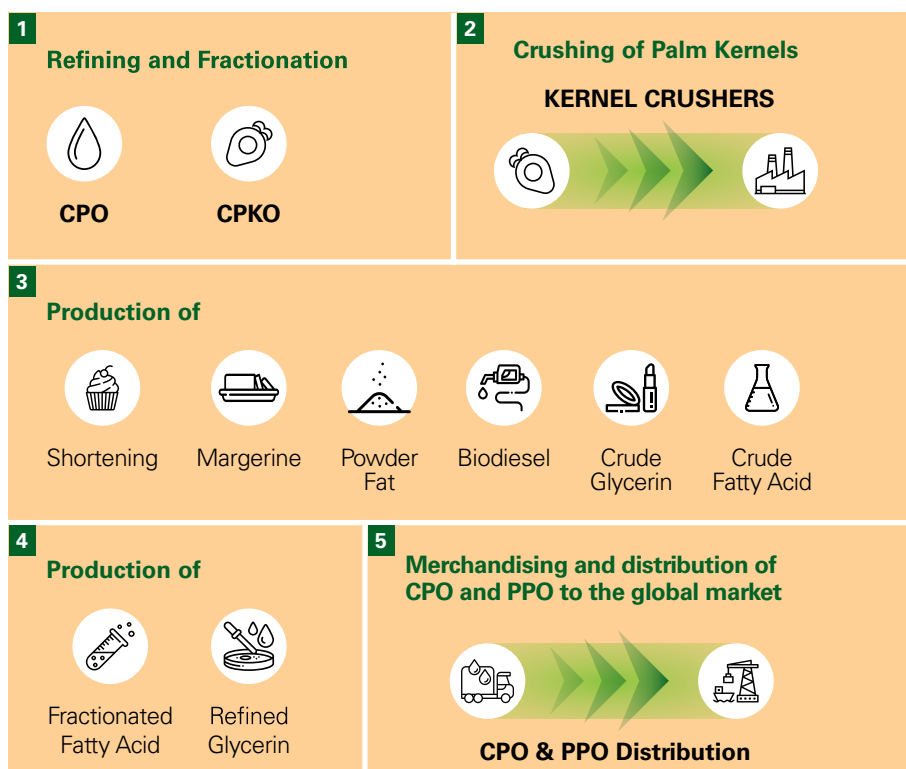 1
Refining and Fractionation
CPO
CPKO
2
Crushing of Palm Kernels
KERNEL CRUSHERS
3
Production of
Shortening
Margerine
Powder
Fat
Biodiesel
Crude
Glycerin
Crude
Fatty Acid
4
Production of
Fractionated
Fatty Acid
Refined
Glycerin
5
Merchandising and distribution of
CPO and PPO to the global market
CPO & PPO Distribution